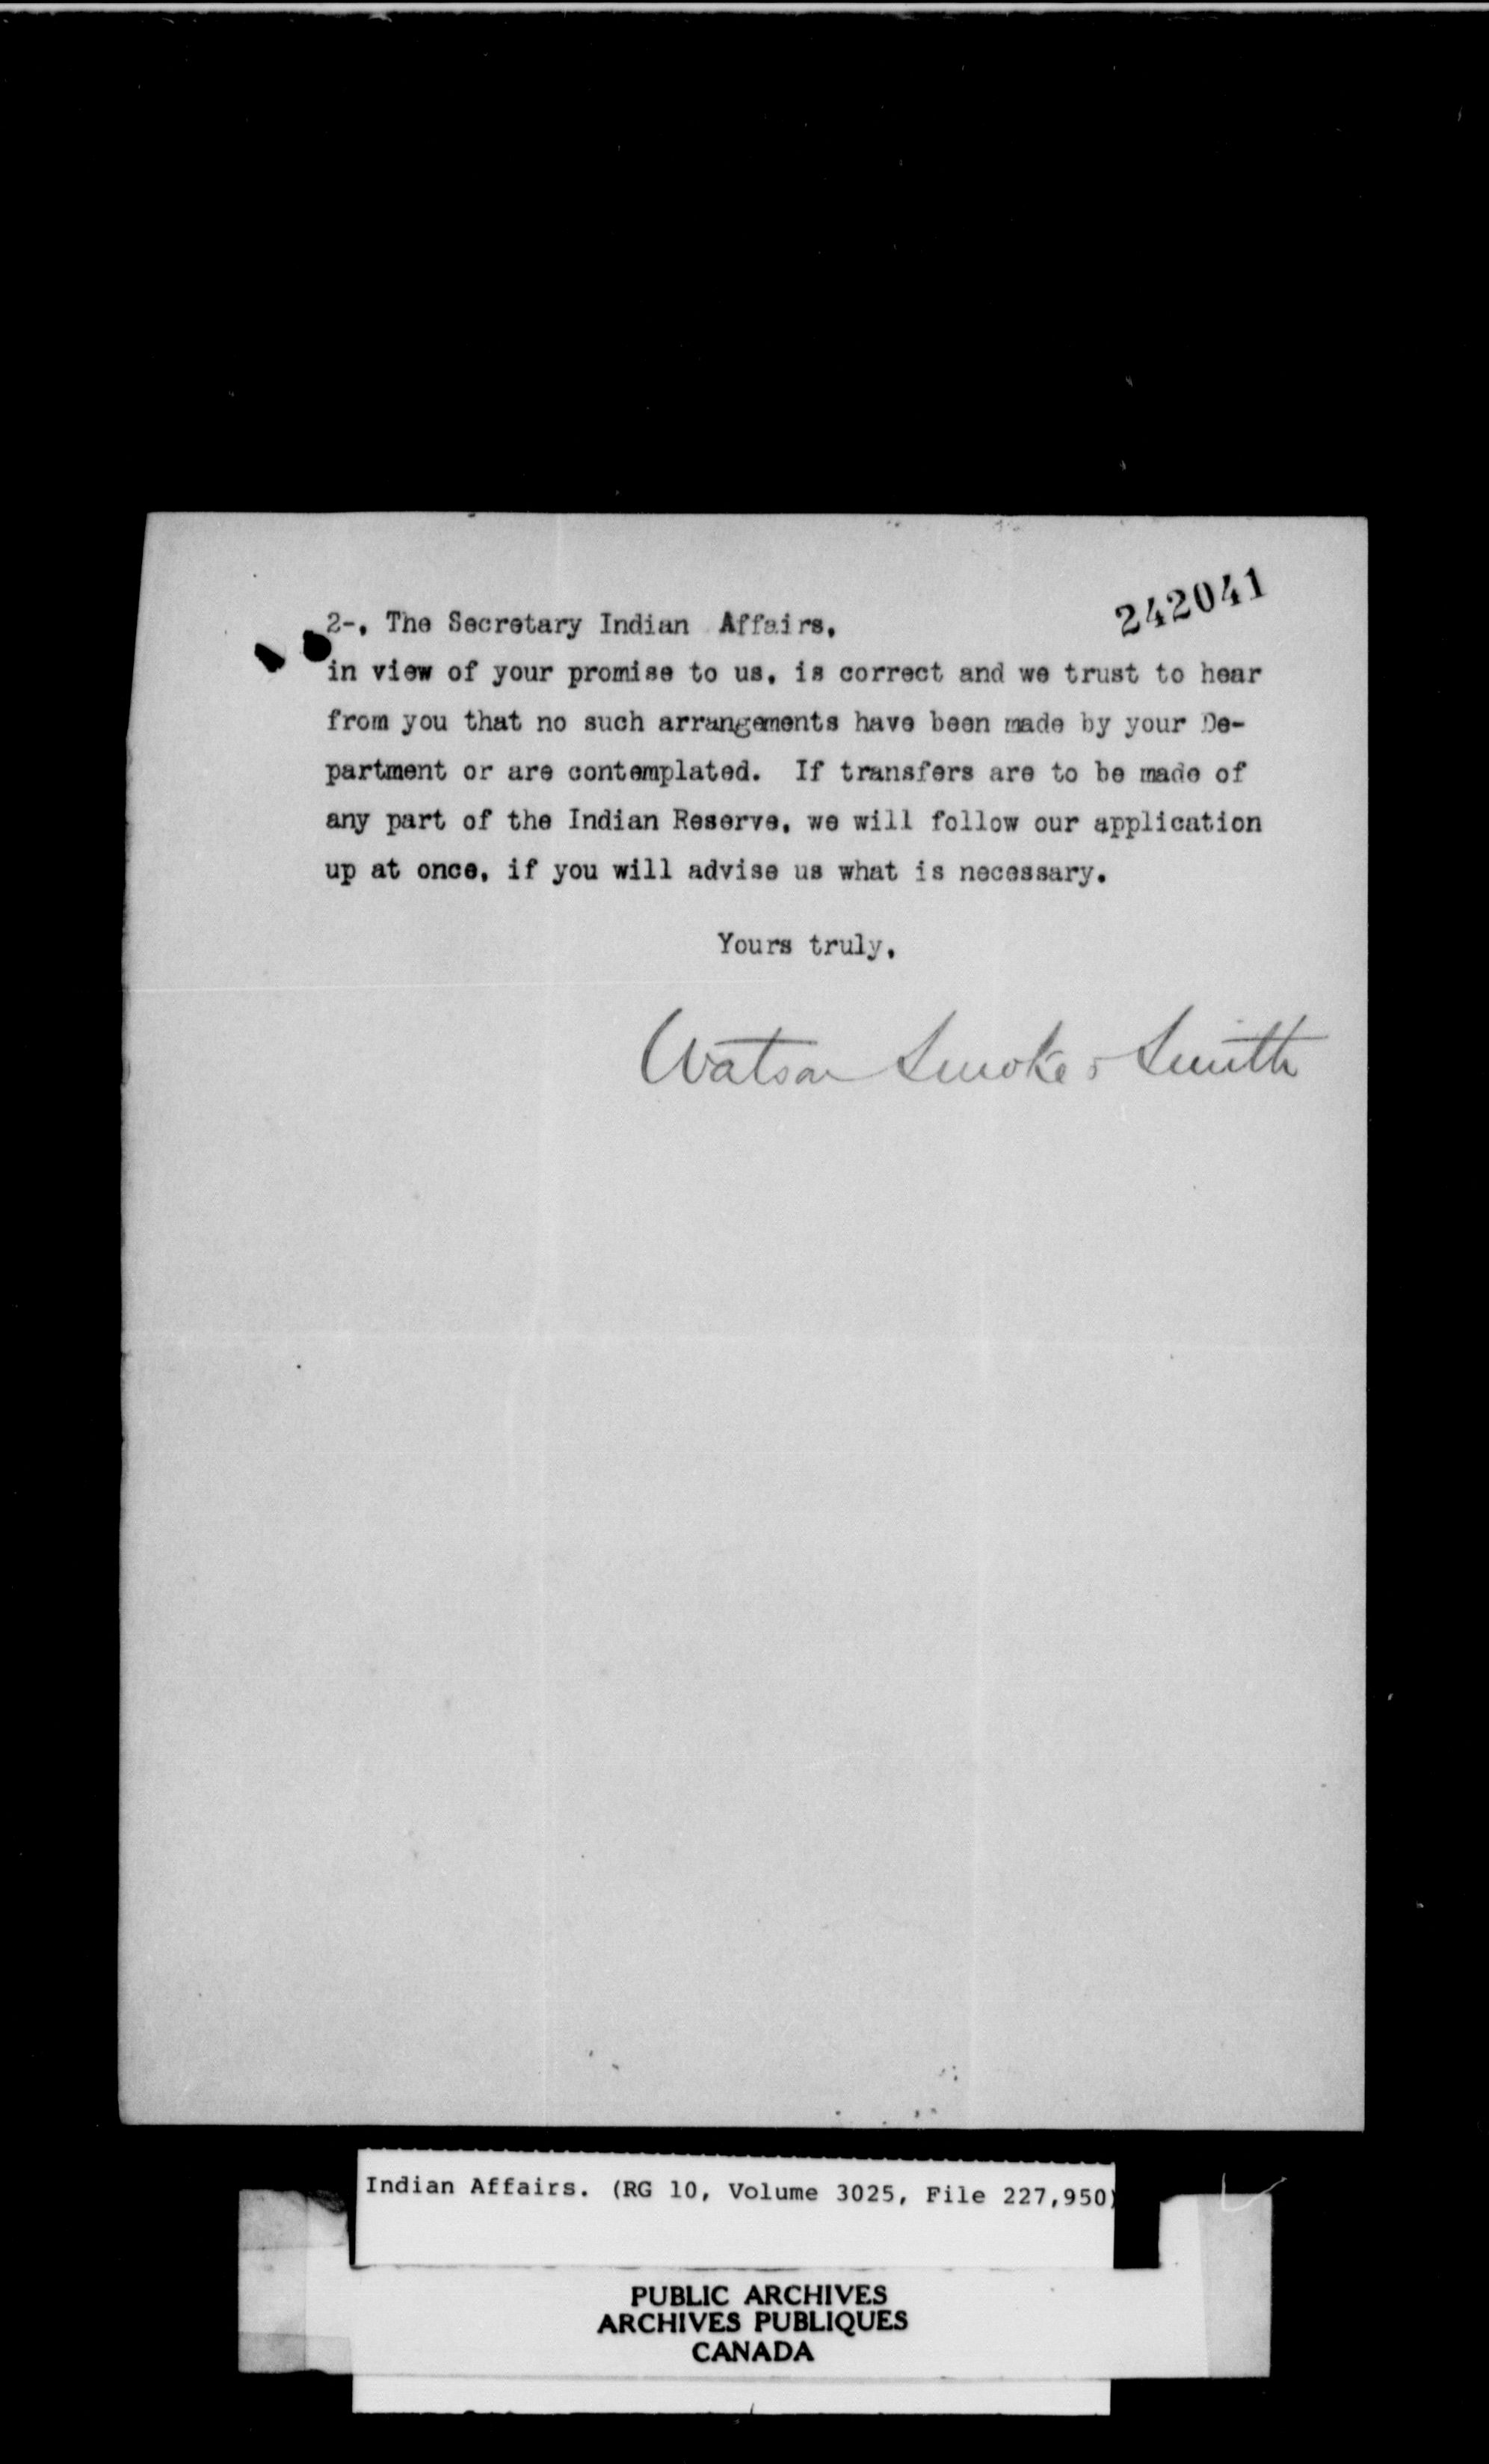 242041
2-, The Secretary Indian Affairs,
in view of your promise to us, is correct and we trust to hear
from you that no such arrangements have been made by your De-
partment or are contemplated. If transfers are to be made of
any part of the Indian Reserve, we will follow our application
up at once, if you will advise us what is necessary.
Yours truly,
Watson Smoke & Smith
Indian Affairs. (RG 10, Volume 3025, File 227,950)
PUBLIC ARCHIVES
ARCHIVES PUBLIQUES
CANADA